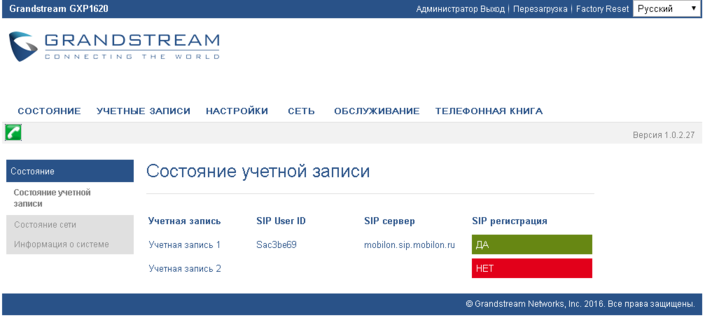 Grandstream GXP1620 Администратор Выход | Перезагрузка | Factory Reset Русский
GRANDSTREAM
CONNECTING THE WORLD
СОСТОЯНИЕ УЧЕТНЫЕ ЗАПИСИ НАСТРОЙКИ СЕТЬ ОБСЛУЖИВАНИЕ ТЕЛЕФОННАЯ КНИГА
Версия 1.0.2.27
Состояние
Состояние учетной
записи
Состояние сети
Информация о системе
Состояние учетной записи
Учетная запись SIP User ID SIP сервер SIP регистрация
Учетная запись 1 Sac3be69 mobilon.sip.mobilon.ru ДА
Учетная запись 2 НЕТ
© Grandstream Networks, Inc. 2016. Все права защищены.